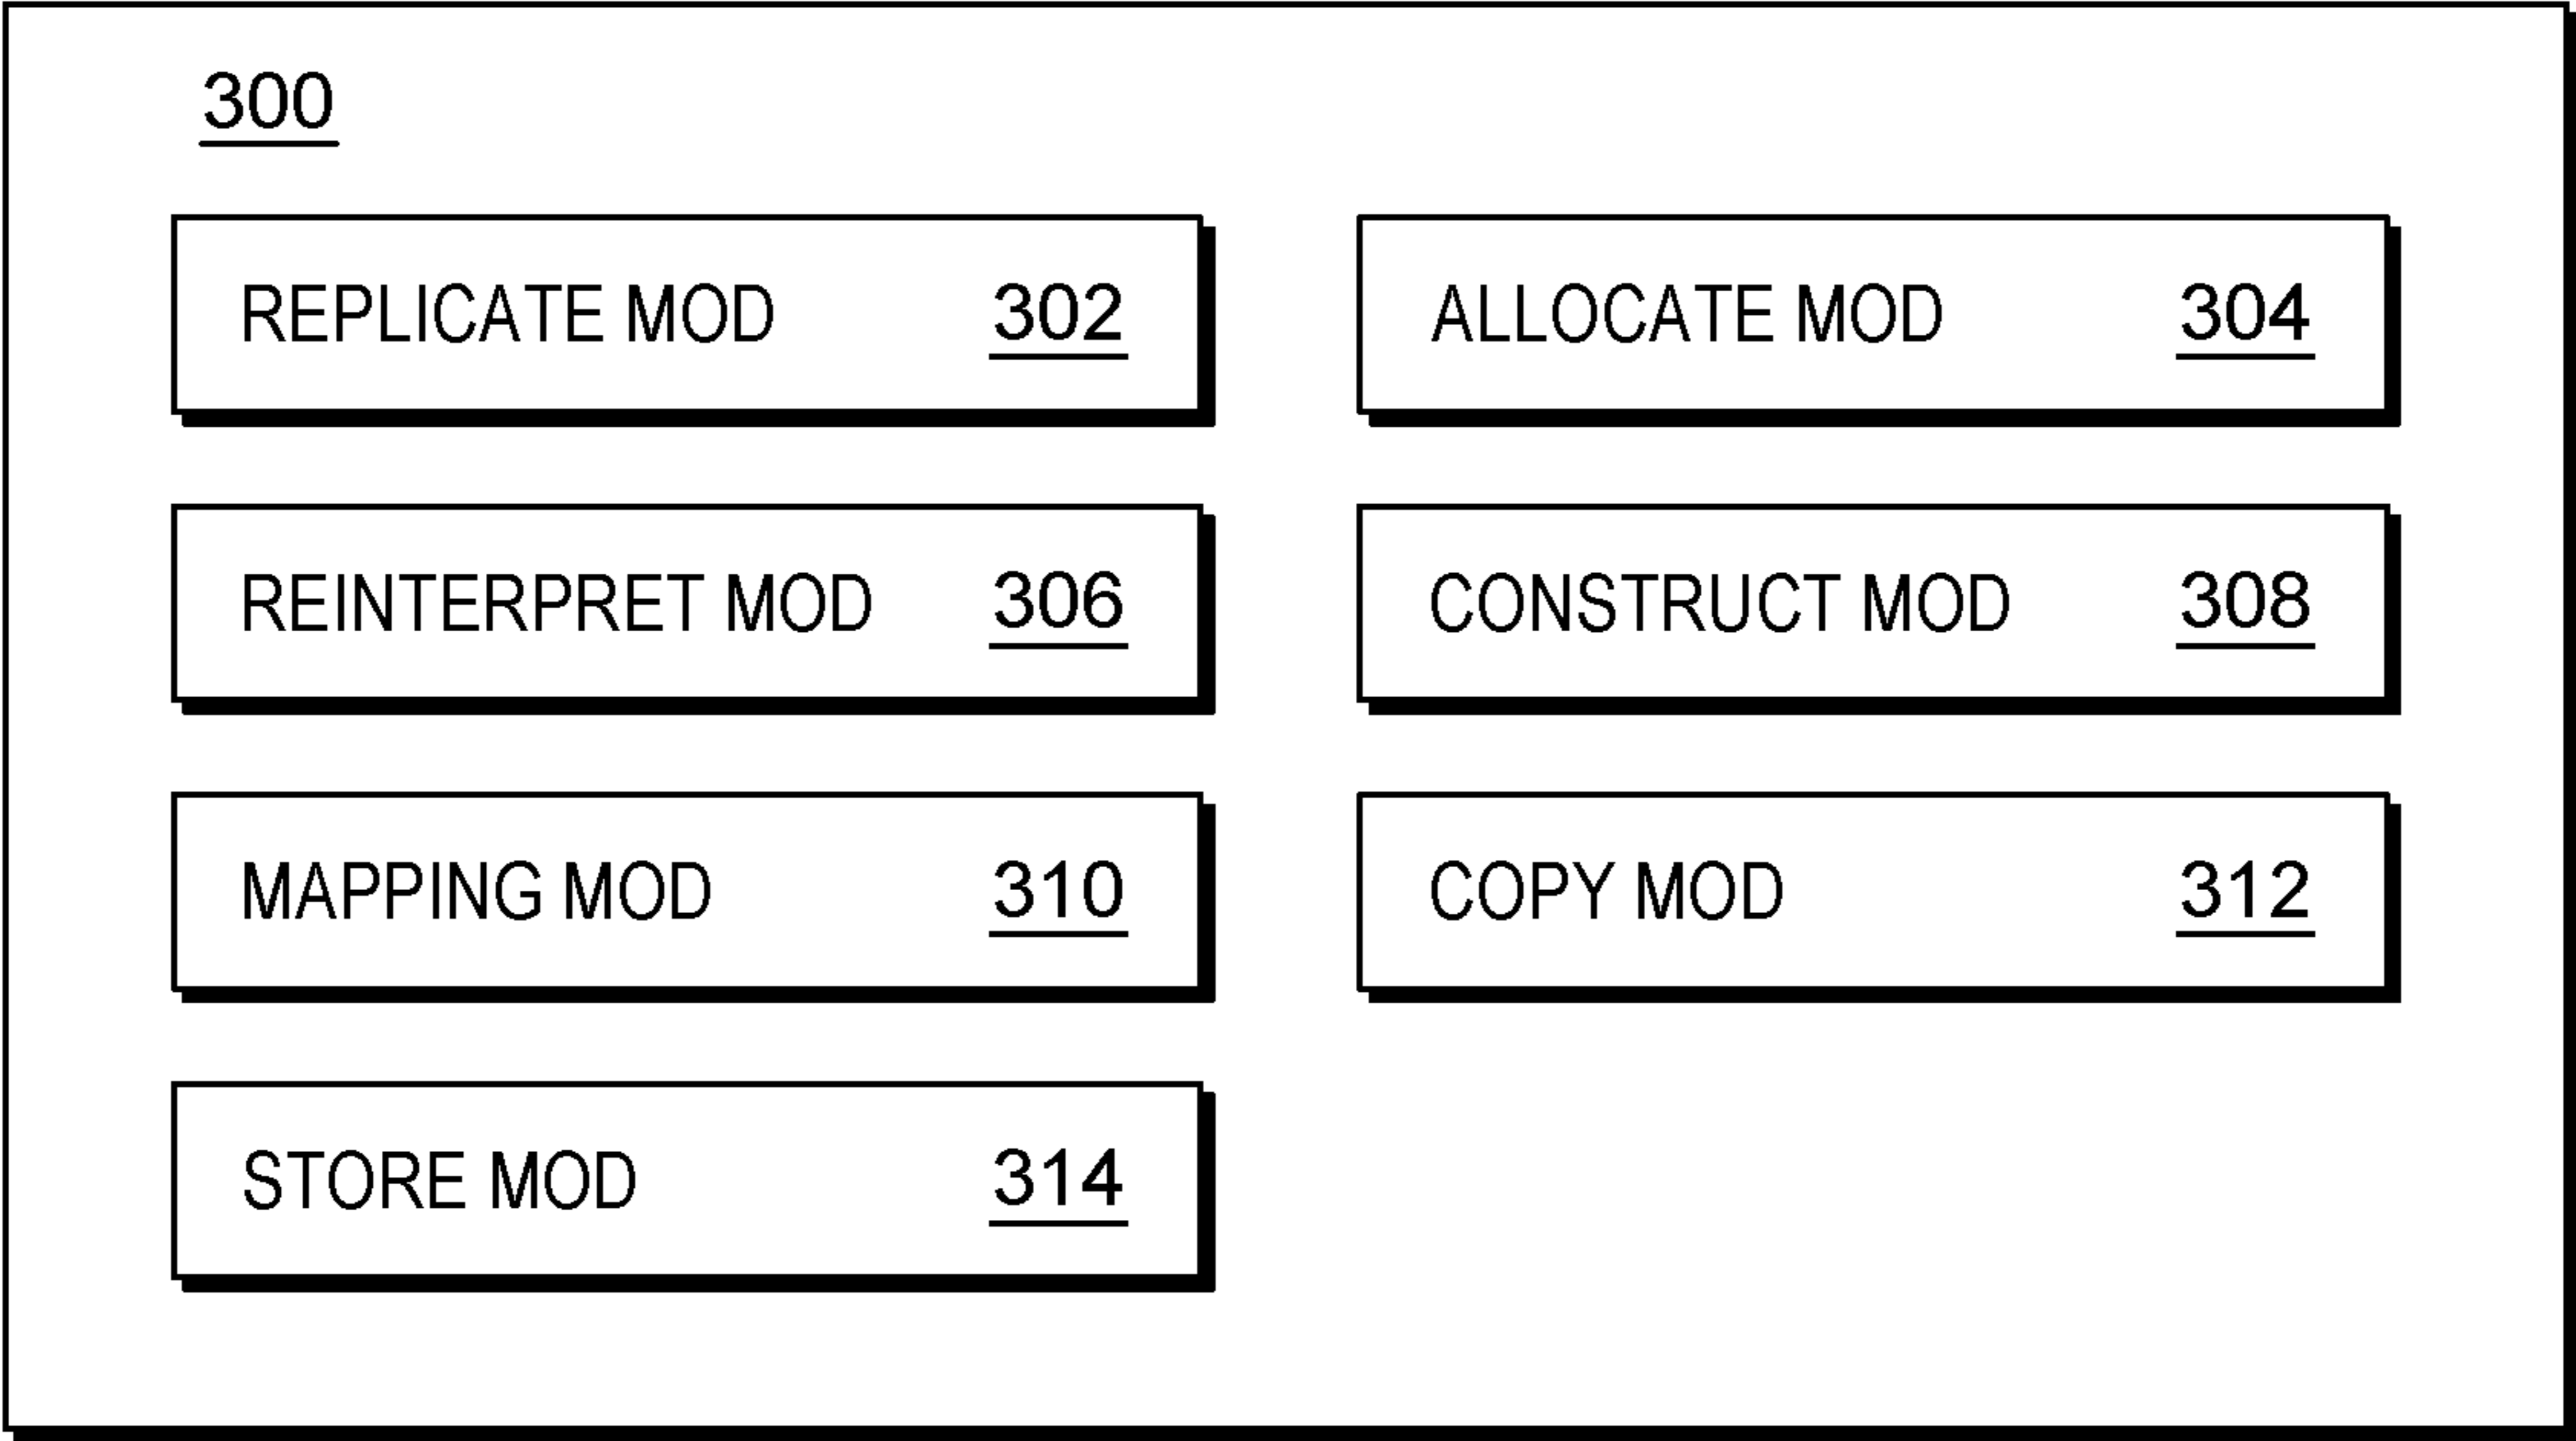 300
REPLICATE MOD 302
ALLOCATE MOD 304
REINTERPRET MOD 306
CONSTRUCT MOD 308
MAPPING MOD 310
COPY MOD 312
STORE MOD 314